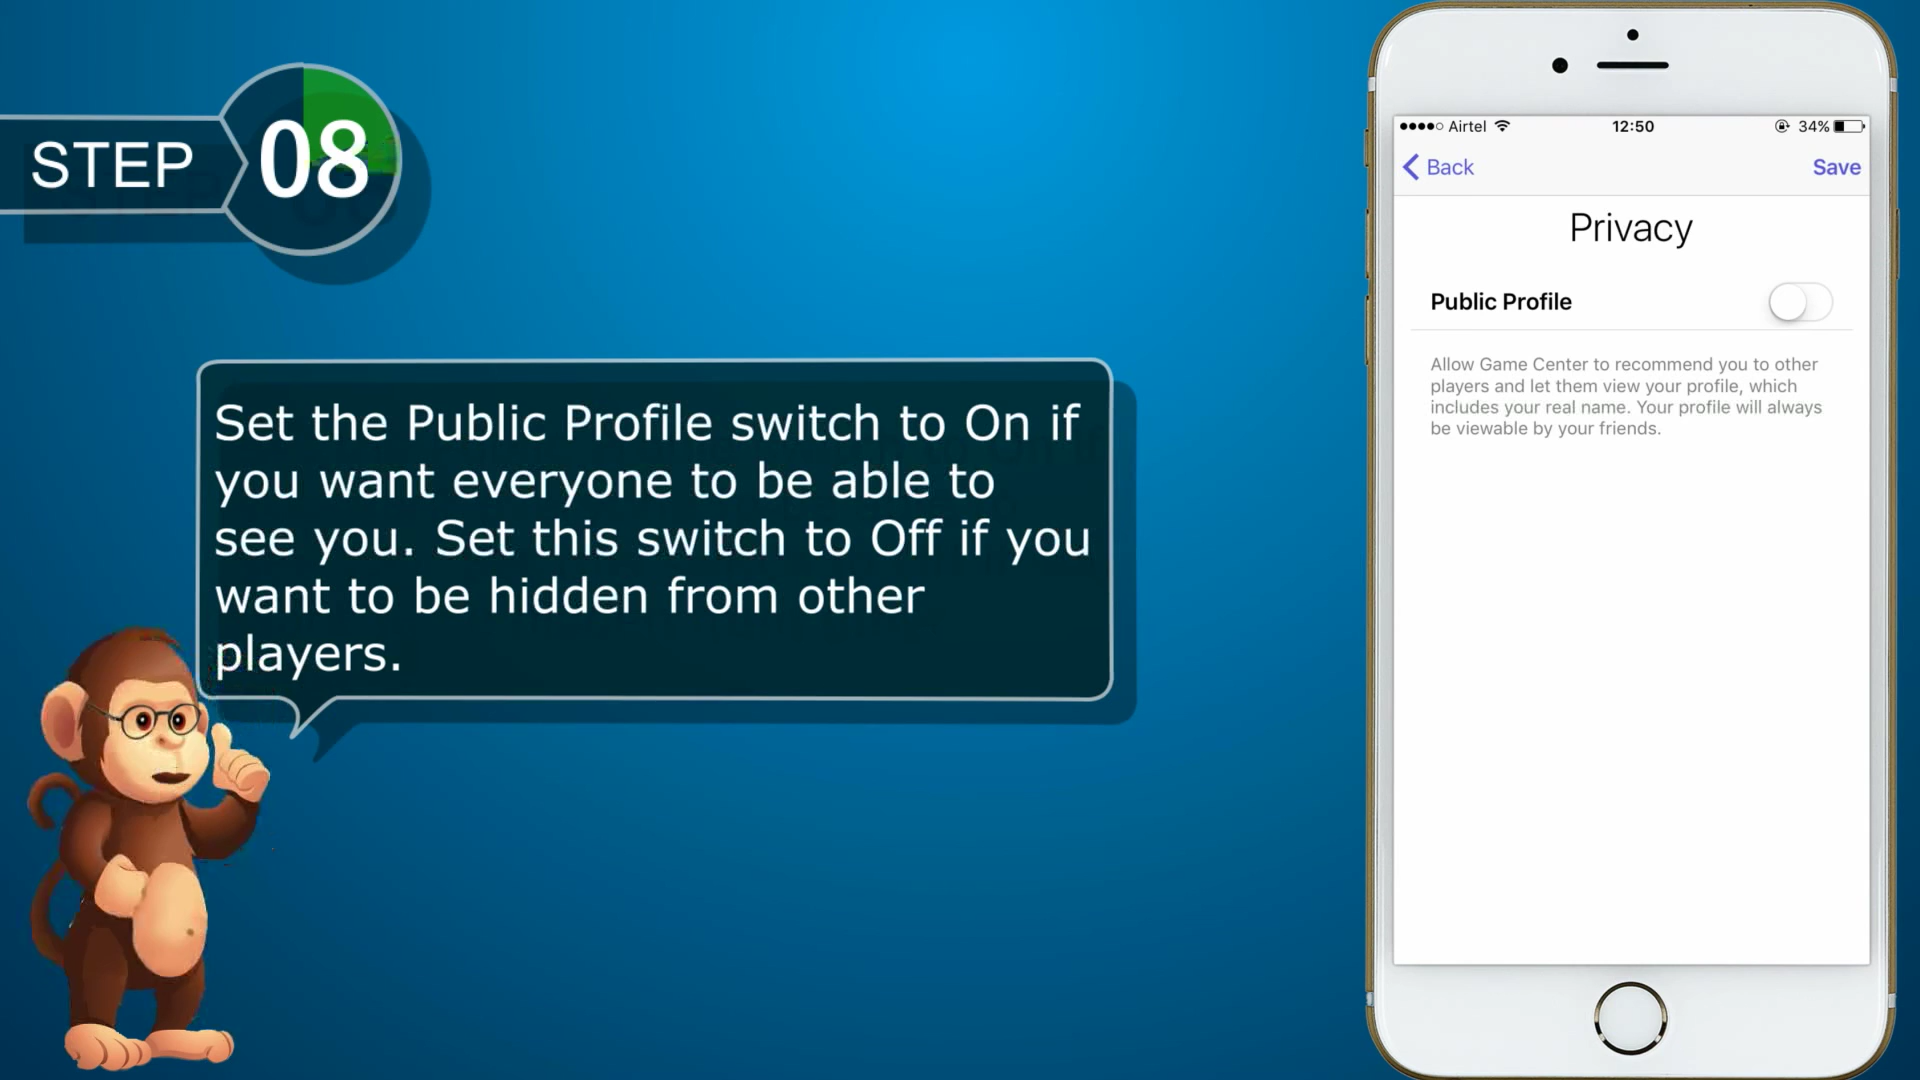 STEP 08
Set the Public Profile switch to On if
you want everyone to be able to
see you. Set this switch to Off if you
want to be hidden from other
players.
Airtel 12:50 34%
Back Save
Privacy
Public Profile
Allow Game Center to recommend you to other
players and let them view your profile, which
includes your real name. Your profile will always
be viewable by your friends.